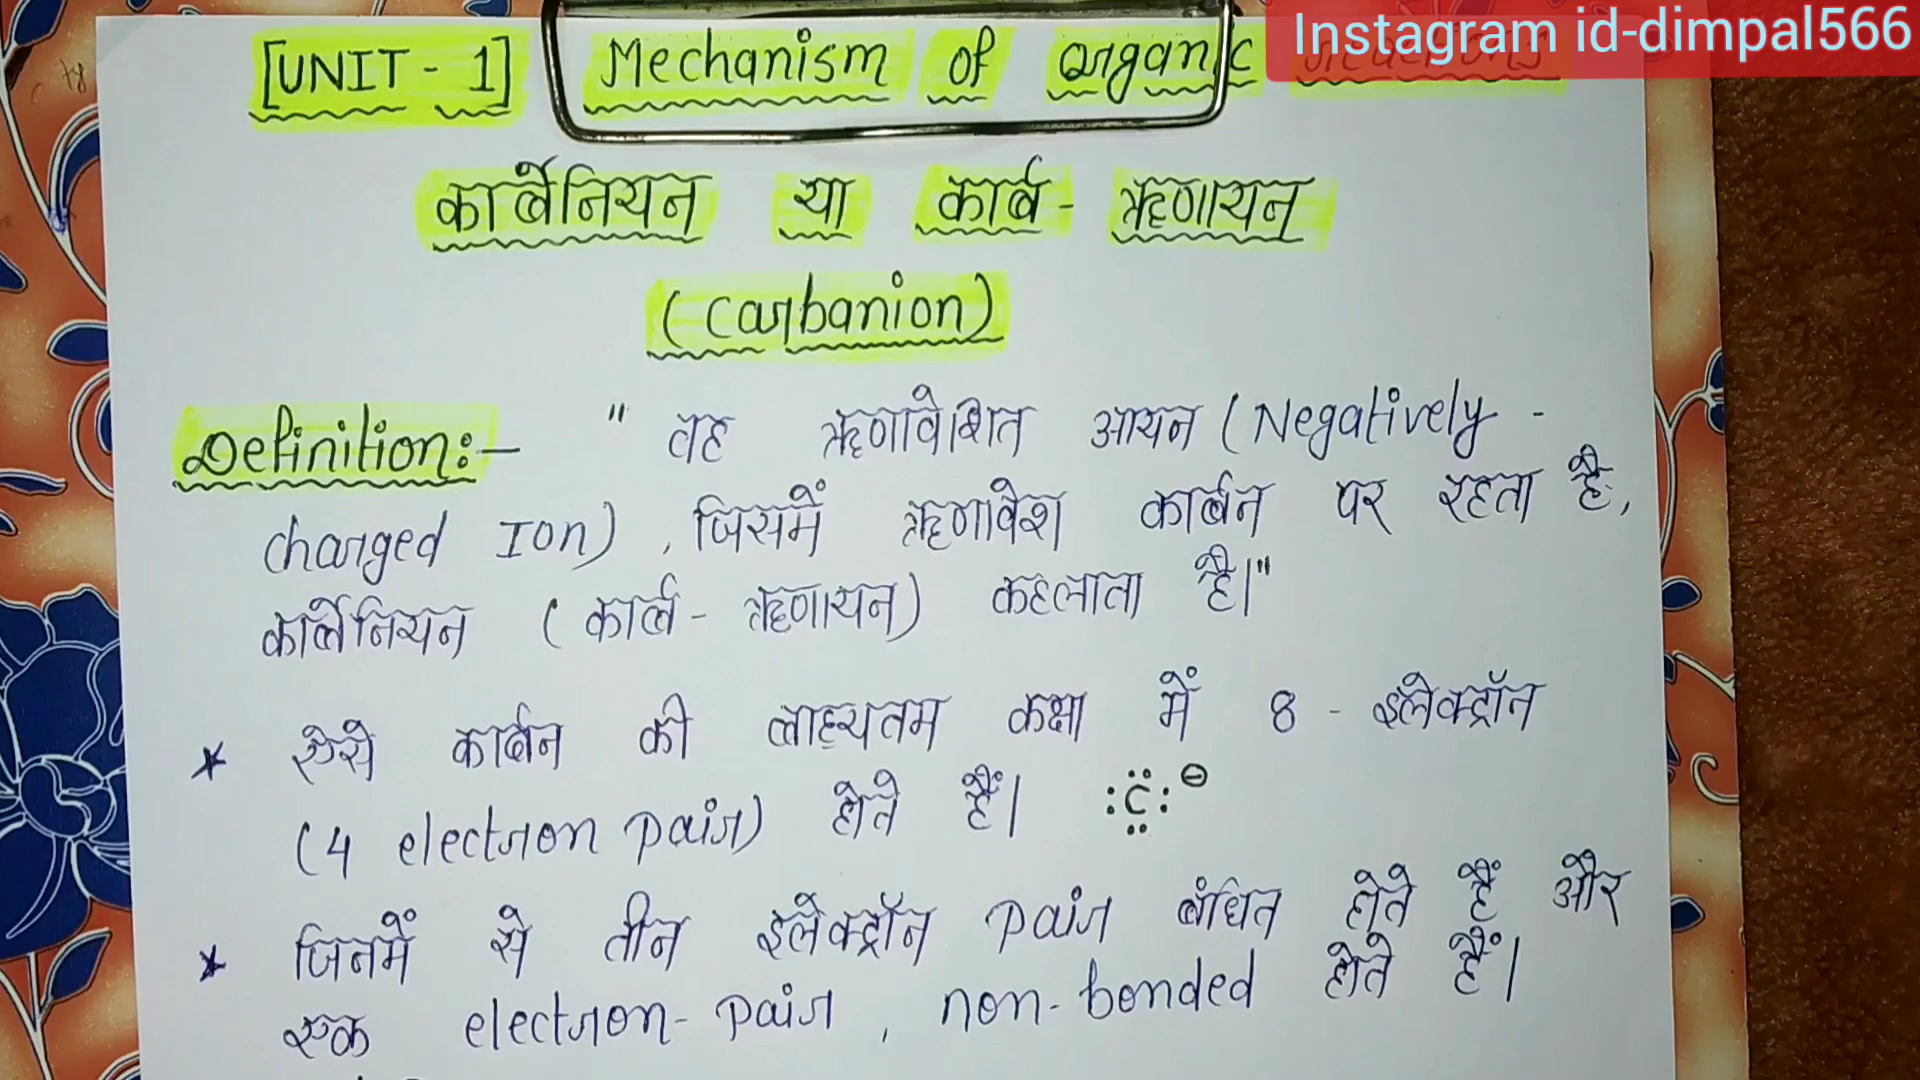 Instagram id-dimpal566
[UNIT - 1] Mechanism of organic
कार्बेनियन या कार्ब- ऋणायन
(Carbanion)
Definition:- " वह ऋणावेशित आयन (Negatively -
charged Ion) , जिसमें ऋणावेश कार्बन पर रहता है,
कार्बेनियन ( कार्ब - ऋणायन) कहलाता है।"
* ऐसे कार्बन की बाह्यतम कक्षा में 8 - इलेक्ट्रॉन
(4 electron pair) होते हैं। :C̈:⊖
* जिनमें से तीन इलेक्ट्रॉन pair बंधित होते हैं और
एक electron- pair , non-bonded होते हैं।